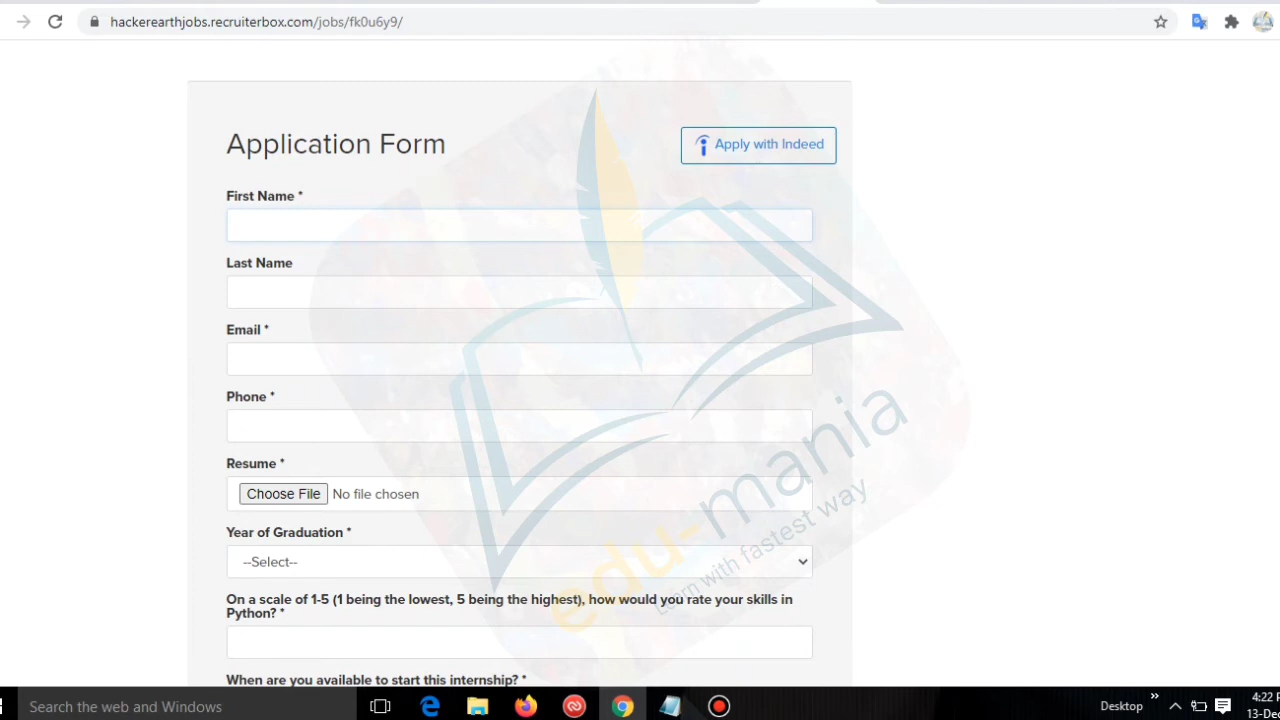 hackerearthjobs.recruiterbox.com/jobs/fk0u6y9/
Application Form
Apply with Indeed
First Name *
Last Name
Email *
Phone *
Resume *
Choose File No file chosen
Year of Graduation *
--Select--
On a scale of 1-5 (1 being the lowest, 5 being the highest), how would you rate your skills in
Python? *
When are you available to start this internship? *
edu-mania
Learn with fastest way
Search the web and Windows
Desktop
4:22
13-De